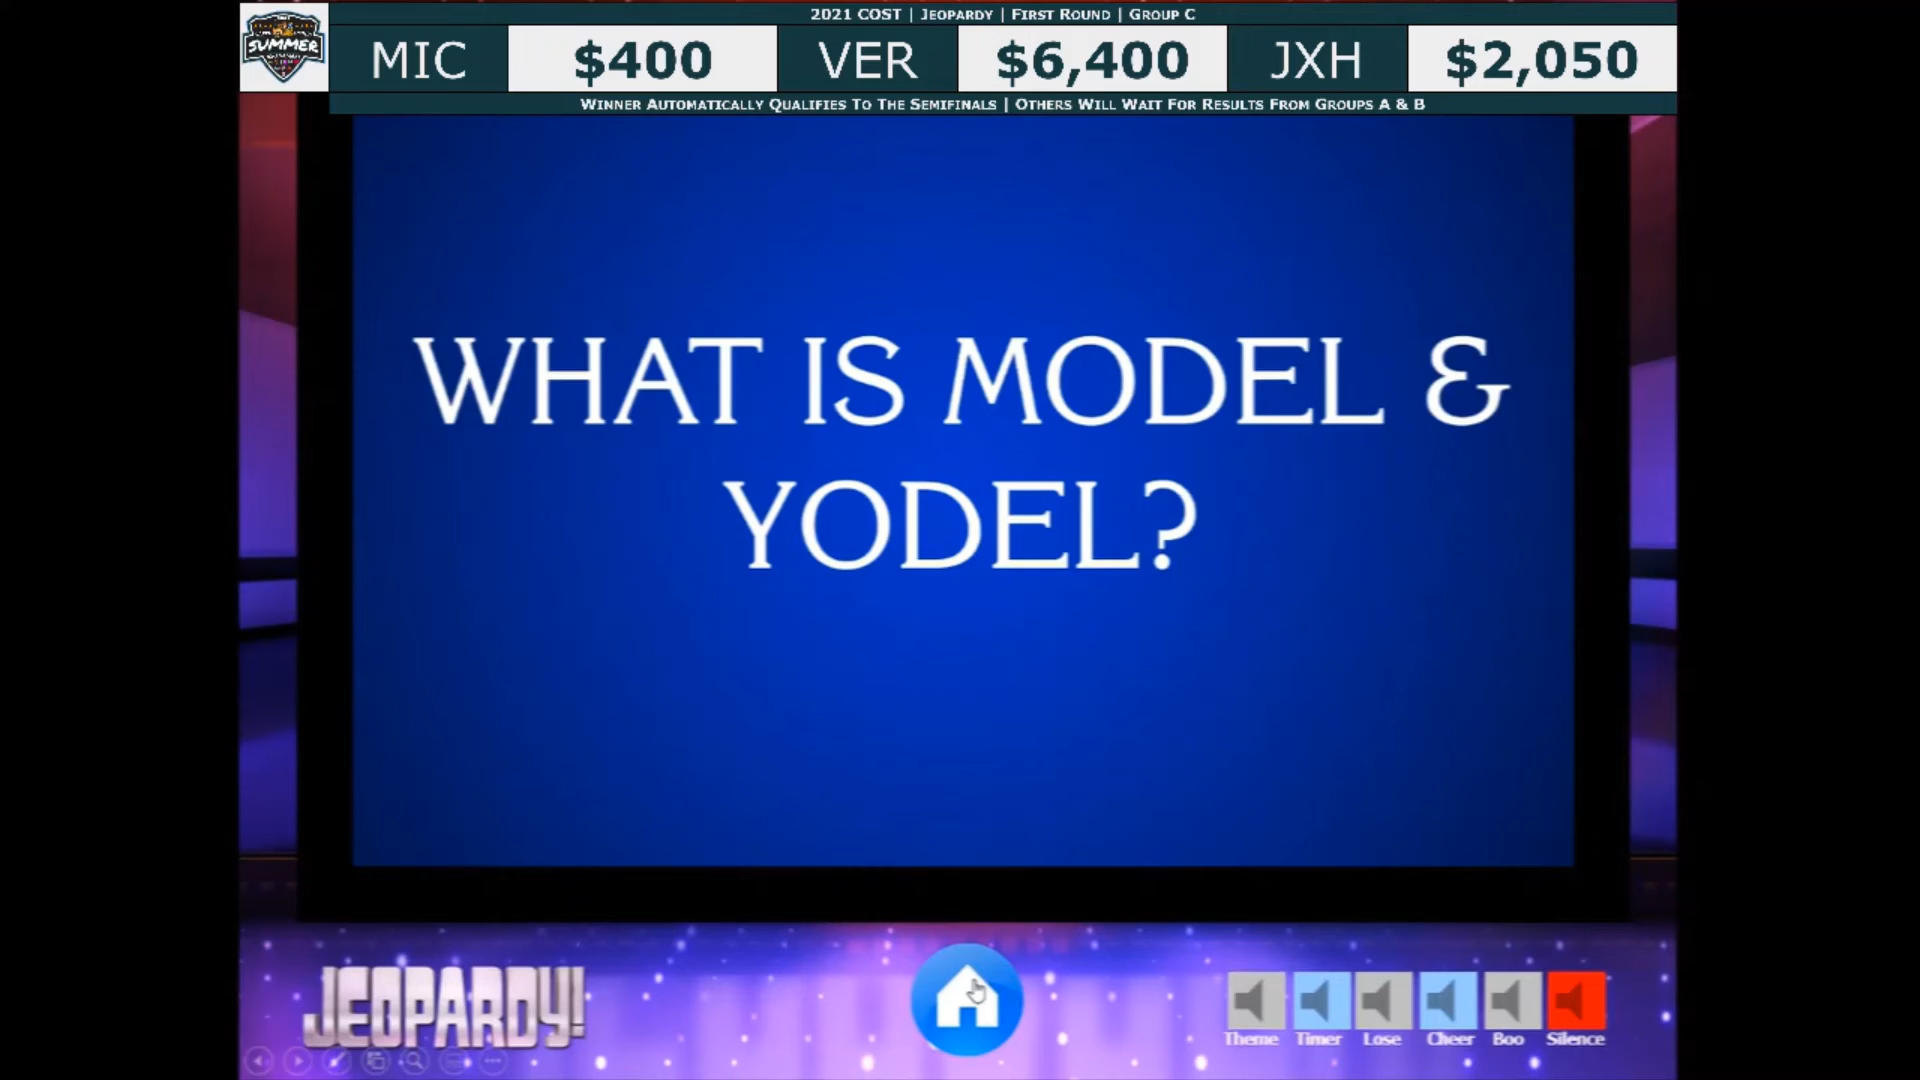 2021 COST | Jeopardy | First Round | Group C
SUMMER
MIC $400 VER $6,400 JXH $2,050
Winner Automatically Qualifies To The Semifinals | Others Will Wait For Results From Groups A & B
WHAT IS MODEL &
YODEL?
JEOPARDY!
Theme Timer Lose Cheer Boo Silence